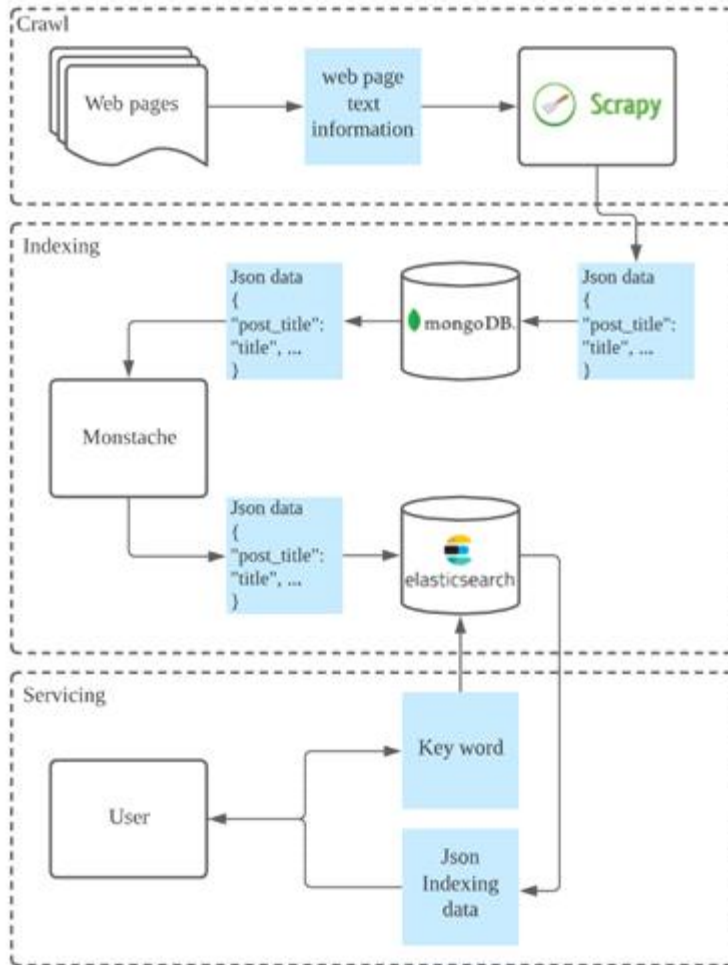 Crawl
Web pages
web page
text
information
Scrapy
Indexing
Json data
{
"post_title":
"title", ...
}
mongoDB.
Json data
{
"post_title":
"title", ...
}
Monstache
Json data
{
"post_title":
"title", ...
}
elasticsearch
Servicing
Key word
User
Json
Indexing
data